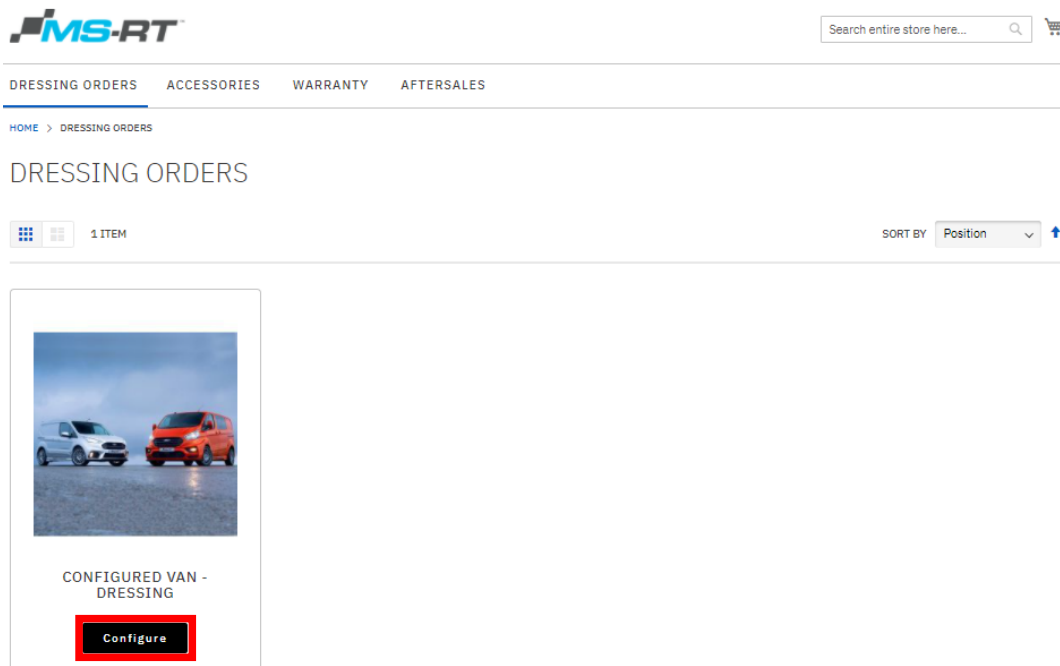 MS-RT™
Search entire store here...
DRESSING ORDERS ACCESSORIES WARRANTY AFTERSALES
HOME > DRESSING ORDERS
DRESSING ORDERS
1 ITEM
SORT BY Position
CONFIGURED VAN -
DRESSING
Configure